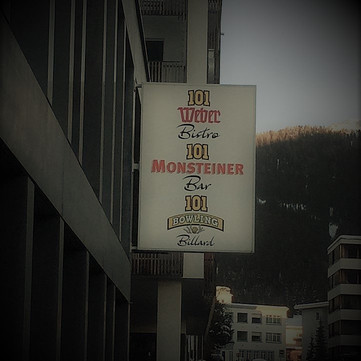 101
Weber
Bistro
101
MONSTEINER
Bar
101
BOWLING
Billard